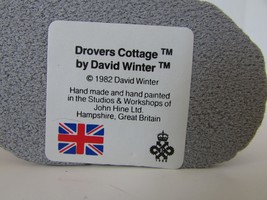 Drovers Cottage ™
by David Winter ™
© 1982 David Winter
Hand made and hand painted
in the Studios & Workshops of
John Hine Ltd.
Hampshire, Great Britain